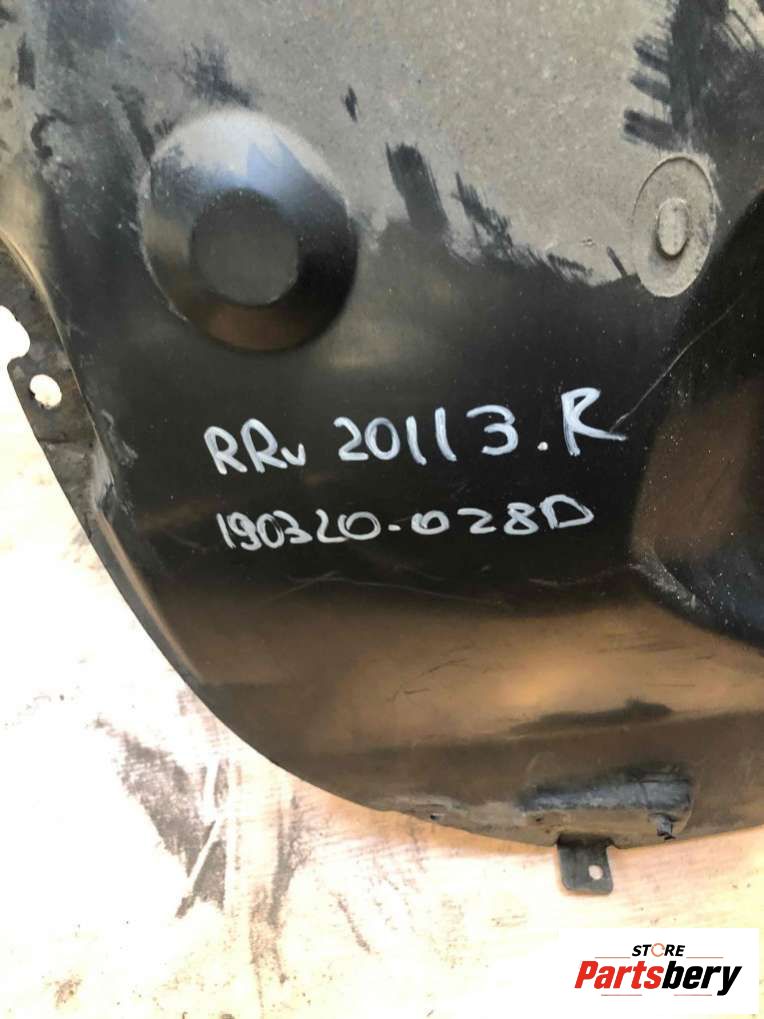 RRv 20113.R
190320-028D
STORE
Partsbery